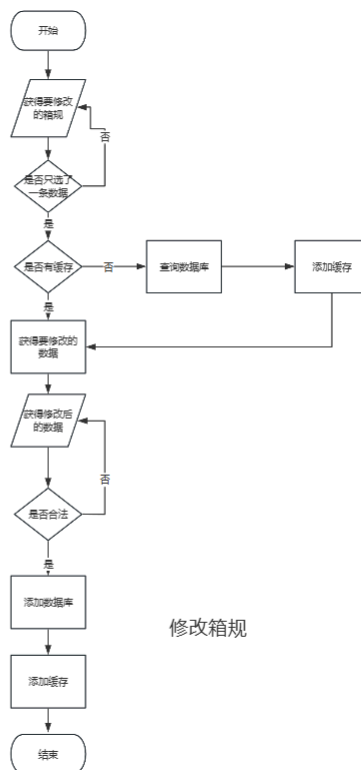 开始
获得要修改
的箱规
否
是否只选了
一条数据
是
是否有缓存
否
查询数据库
添加缓存
是
获得要修改的
数据
获得修改后
的数据
否
是否合法
是
添加数据库
修改箱规
添加缓存
结束